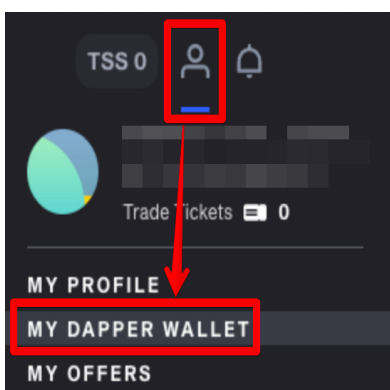 TSS 0
Trade Tickets 0
MY PROFILE
MY DAPPER WALLET
MY OFFERS